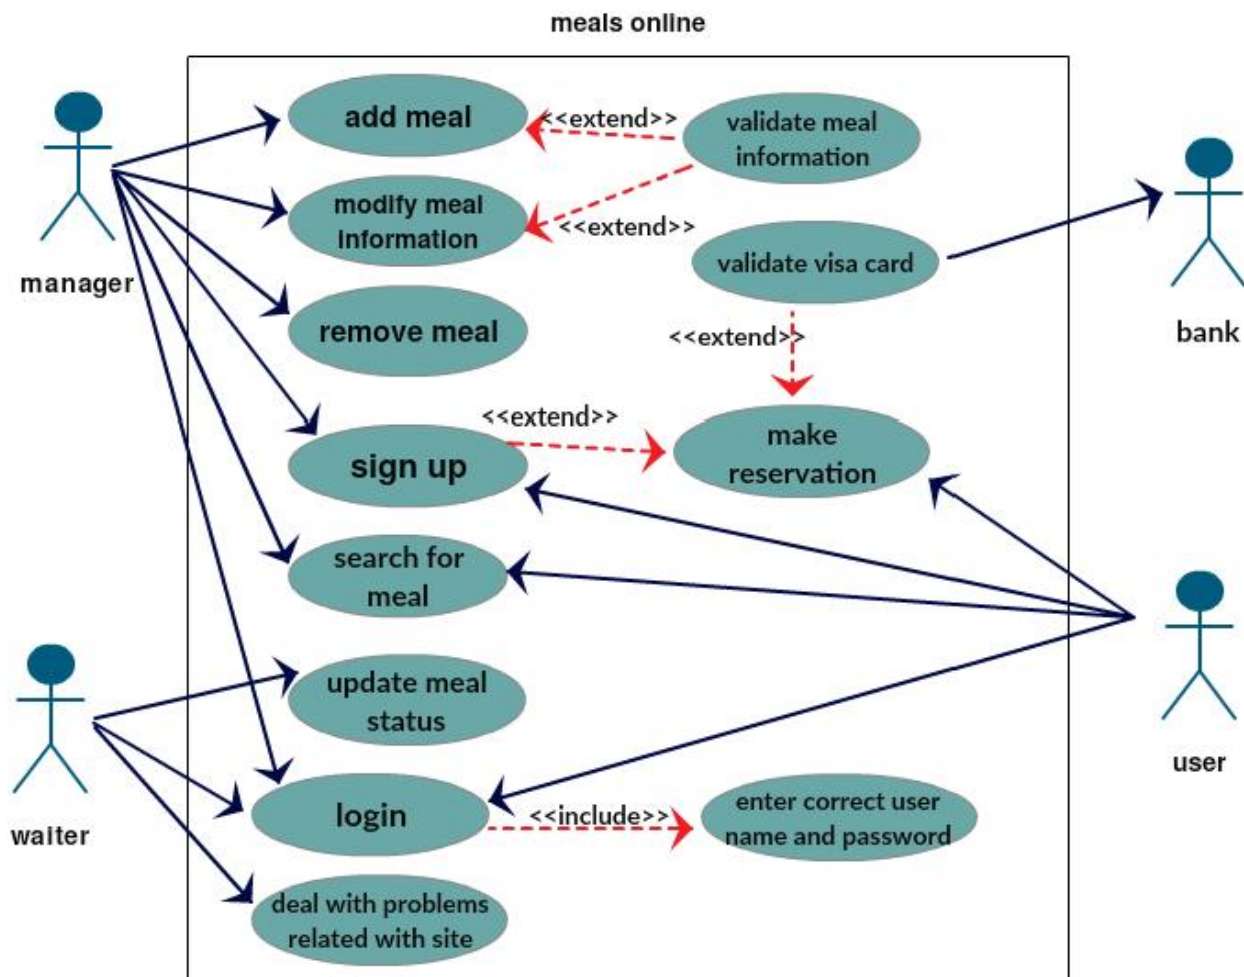 meals online
add meal
<<extend>>
validate meal
information
modify meal
information
<<extend>>
validate visa card
manager
bank
remove meal
<<extend>>
<<extend>>
make
reservation
sign up
search for
meal
update meal
status
user
login
<<include>>
enter correct user
name and password
waiter
deal with problems
related with site